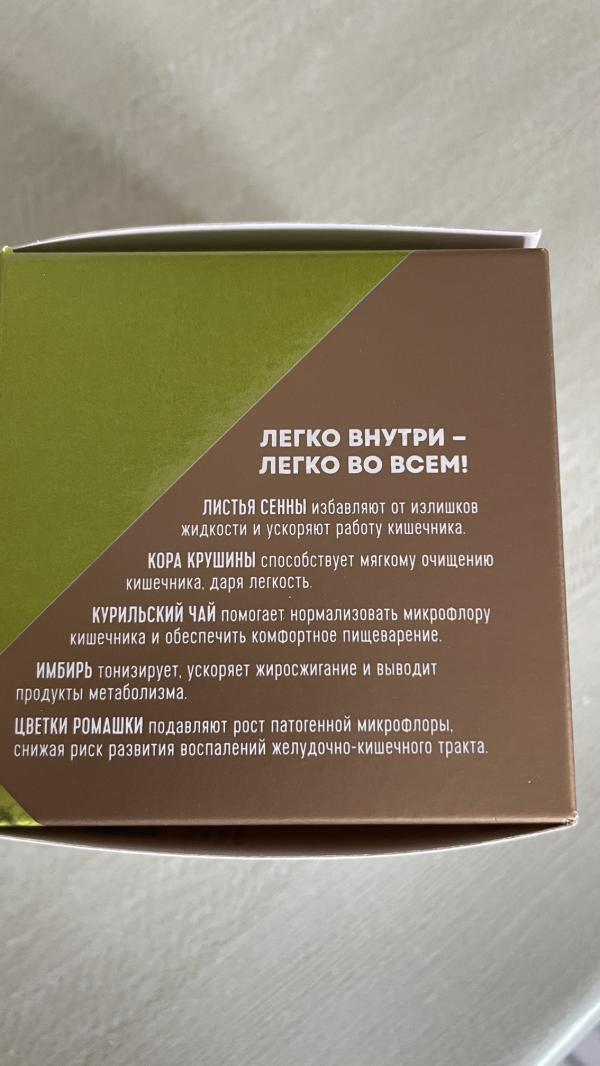 ЛЕГКО ВНУТРИ –
ЛЕГКО ВО ВСЕМ!
ЛИСТЬЯ СЕННЫ избавляют от излишков
жидкости и ускоряют работу кишечника.
КОРА КРУШИНЫ способствует мягкому очищению
кишечника, даря легкость.
КУРИЛЬСКИЙ ЧАЙ помогает нормализовать микрофлору
кишечника и обеспечить комфортное пищеварение.
ИМБИРЬ тонизирует, ускоряет жиросжигание и выводит
продукты метаболизма.
ЦВЕТКИ РОМАШКИ подавляют рост патогенной микрофлоры,
снижая риск развития воспалений желудочно-кишечного тракта.